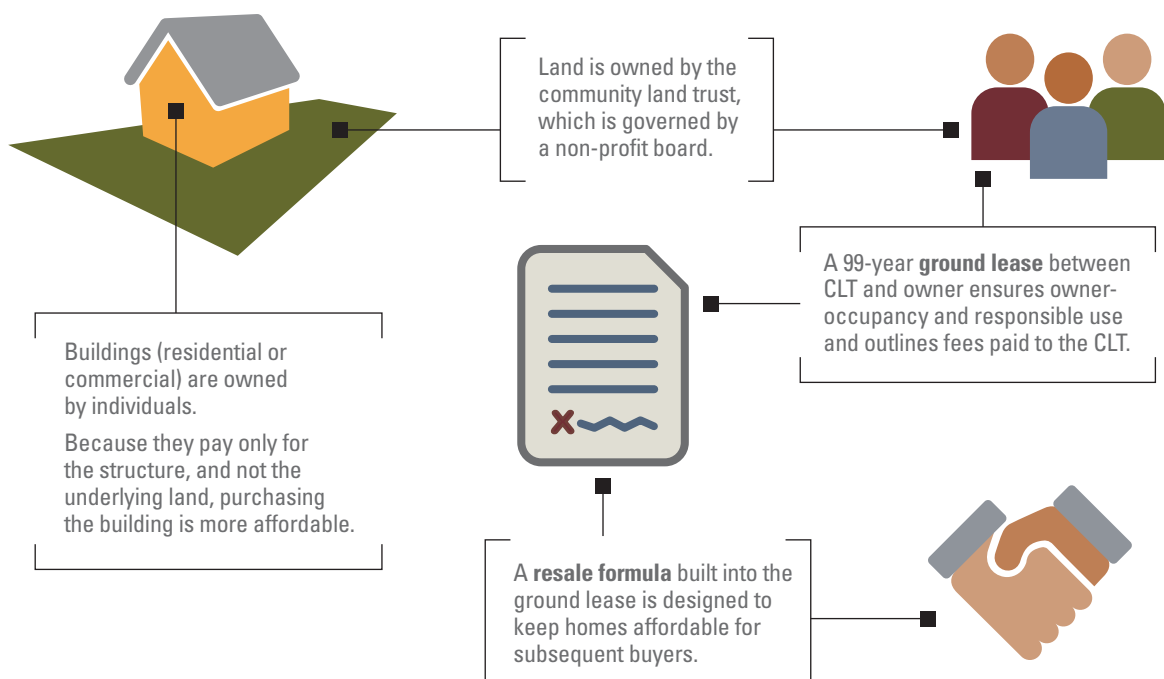 Land is owned by the
community land trust,
which is governed by
a non-profit board.
A 99-year ground lease between
CLT and owner ensures owner-
occupancy and responsible use
and outlines fees paid to the CLT.
Buildings (residential or
commercial) are owned
by individuals.
Because they pay only for
the structure, and not the
underlying land, purchasing
the building is more affordable.
A resale formula built into the
ground lease is designed to
keep homes affordable for
subsequent buyers.